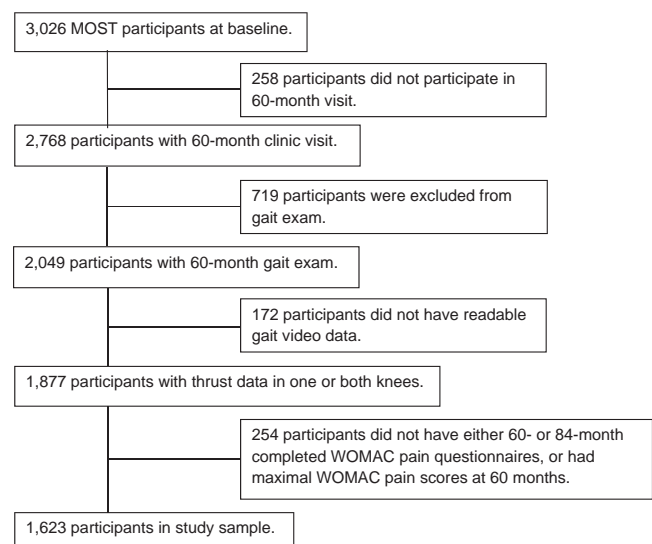 3,026 MOST participants at baseline.
258 participants did not participate in
60-month visit.
2,768 participants with 60-month clinic visit.
719 participants were excluded from
gait exam.
2,049 participants with 60-month gait exam.
172 participants did not have readable
gait video data.
1,877 participants with thrust data in one or both knees.
254 participants did not have either 60- or 84-month
completed WOMAC pain questionnaires, or had
maximal WOMAC pain scores at 60 months.
1,623 participants in study sample.